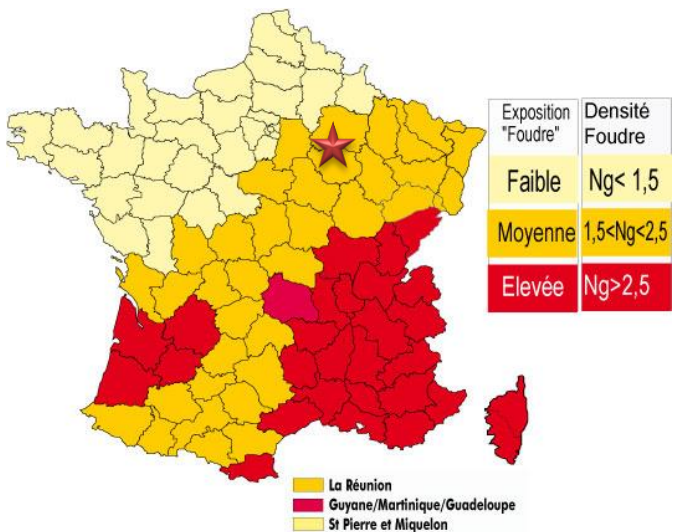 Exposition Densité
"Foudre" Foudre
Faible Ng< 1,5
Moyenne 1,5<Ng<2,5
Elevée Ng>2,5
La Réunion
Guyane/Martinique/Guadeloupe
St Pierre et Miquelon